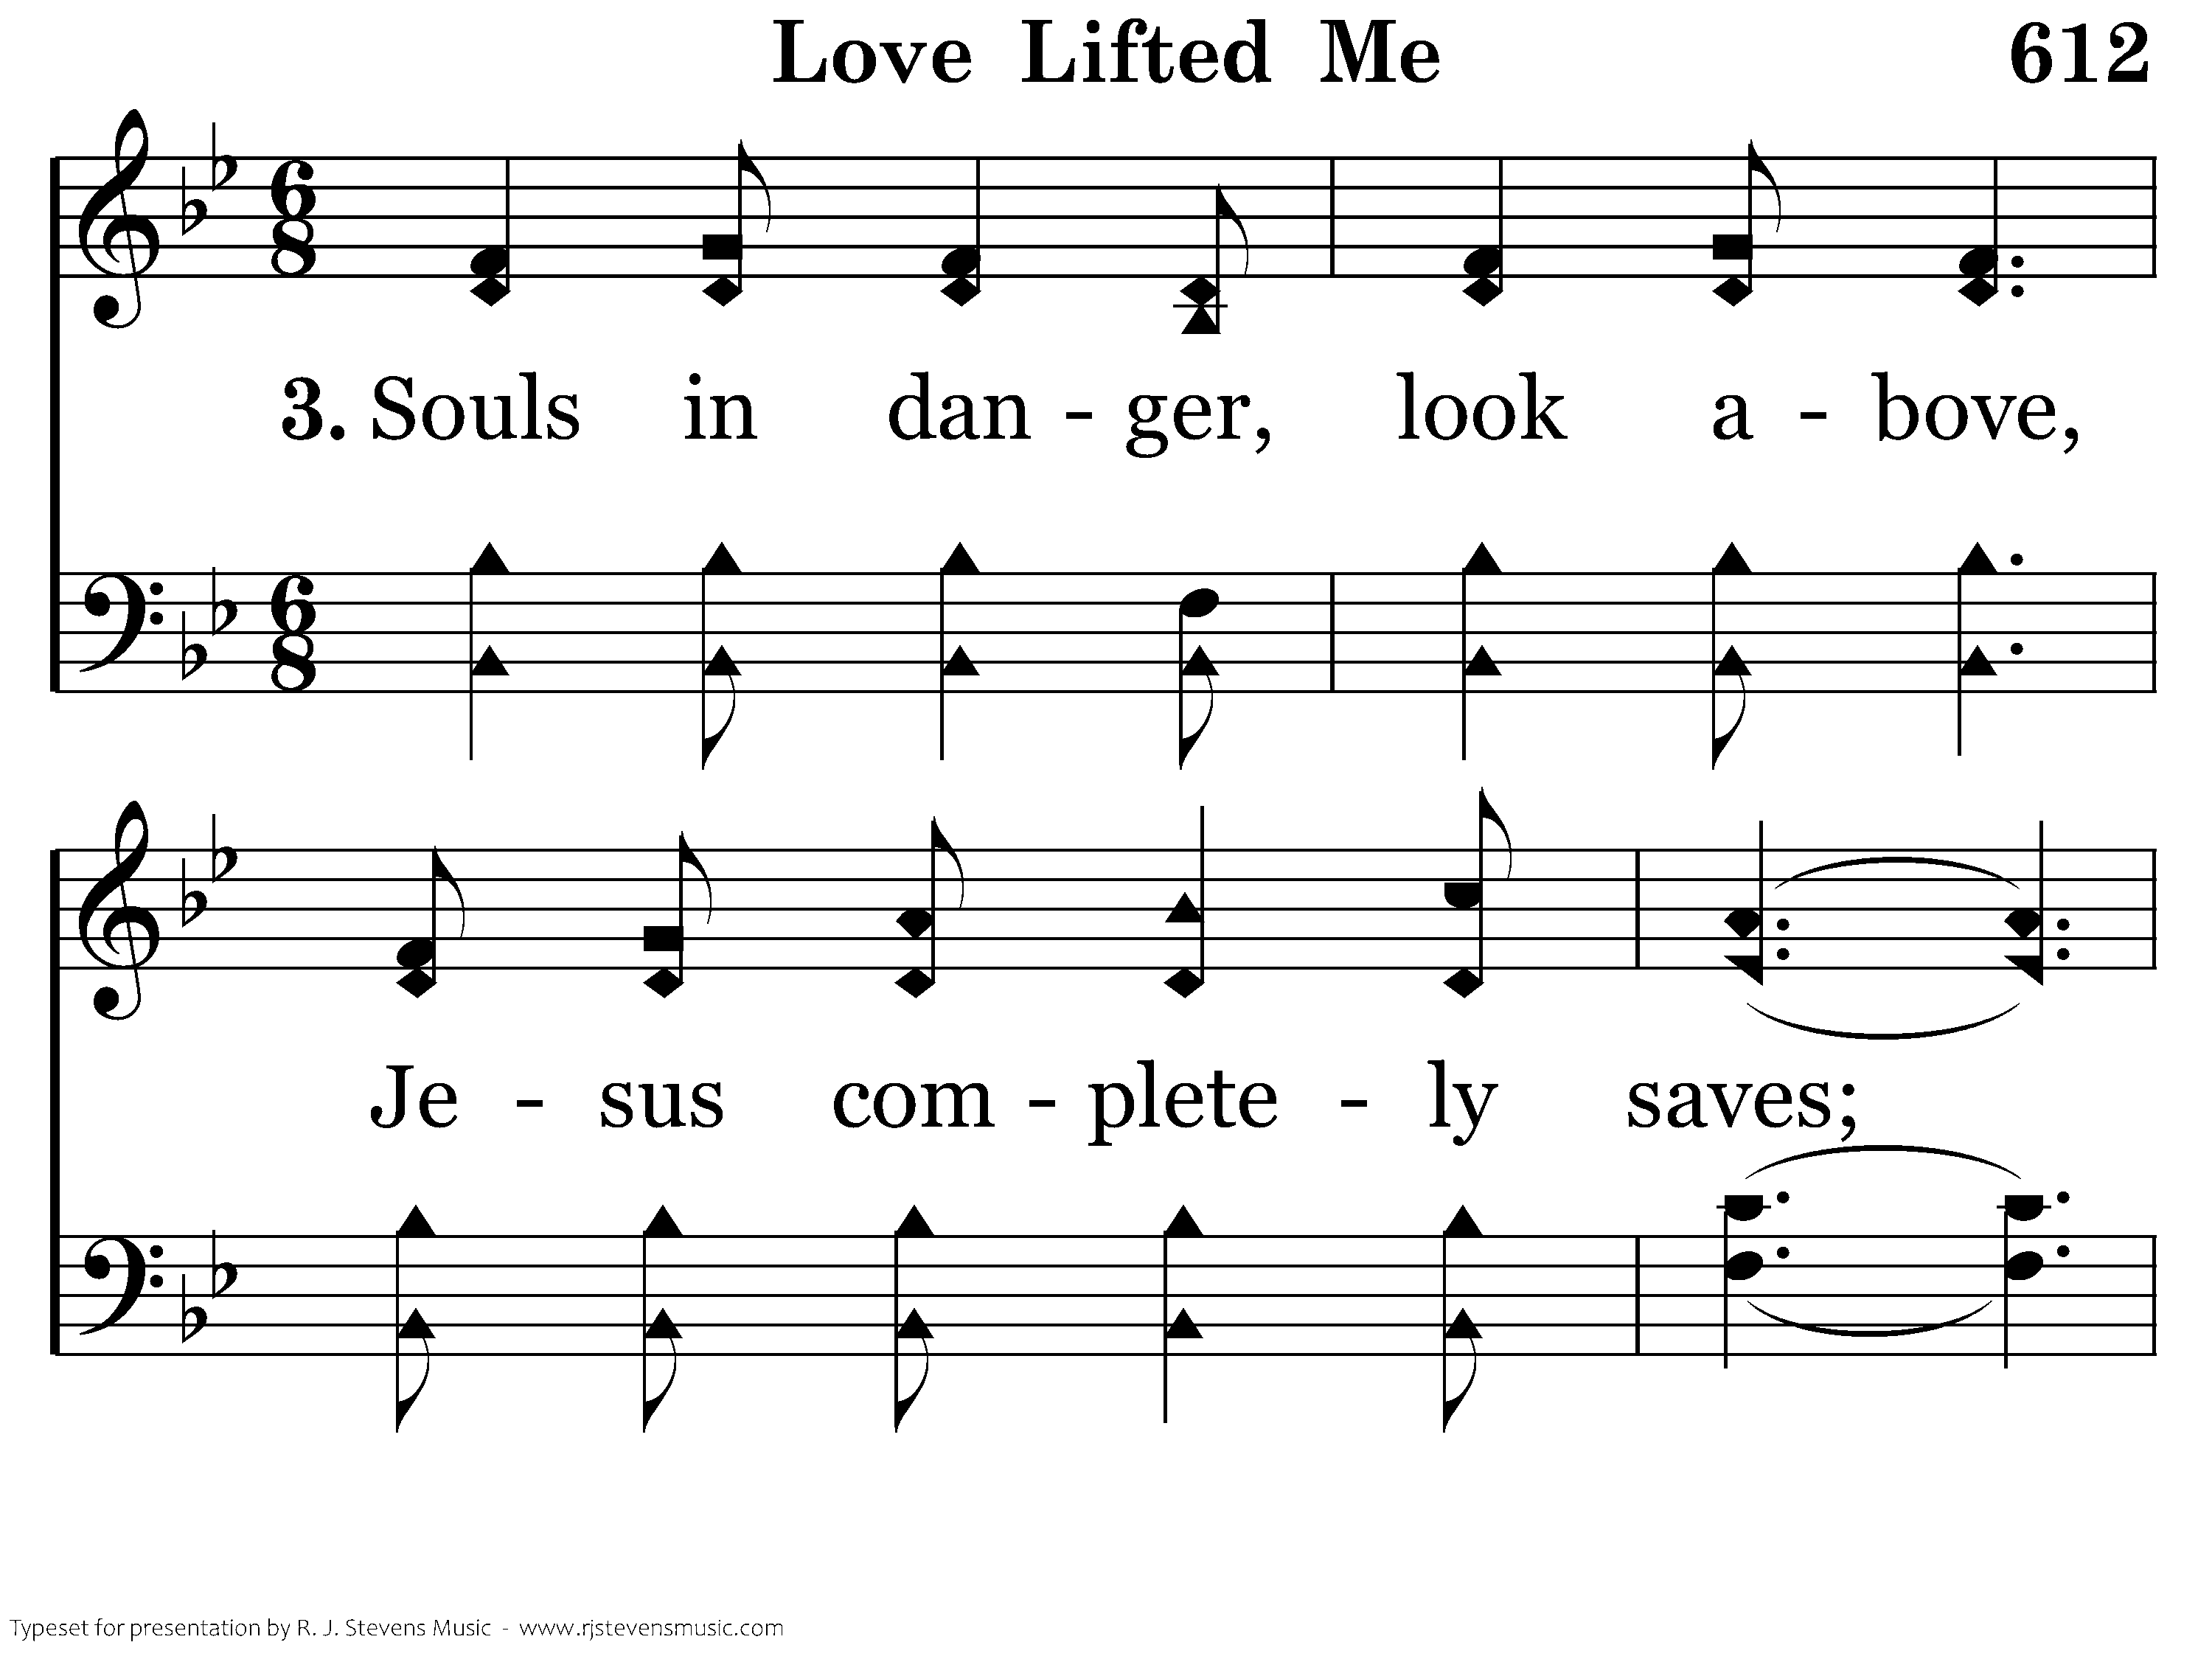 Love Lifted Me 612
3. Souls in dan - ger, look a - bove,
Je - sus com - plete - ly saves;
Typeset for presentation by R. J. Stevens Music - www.rjstevensmusic.com